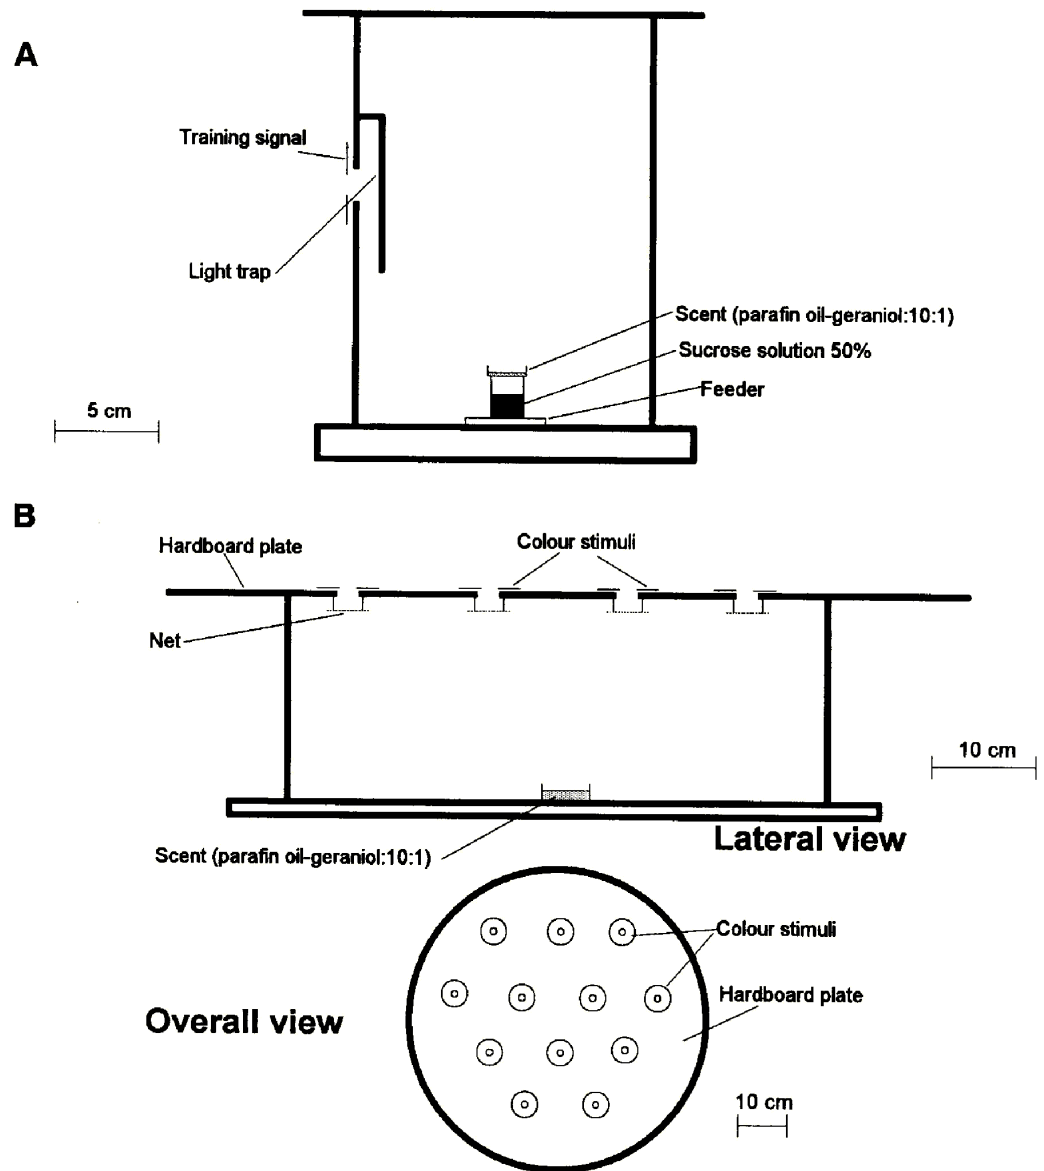 A
Training signal
Light trap
Scent (parafin oil-geraniol:10:1)
Sucrose solution 50%
Feeder
5 cm
B
Hardboard plate
Colour stimuli
Net
10 cm
Scent (parafin oil-geraniol:10:1)
Lateral view
Colour stimuli
Hardboard plate
Overall view
10 cm